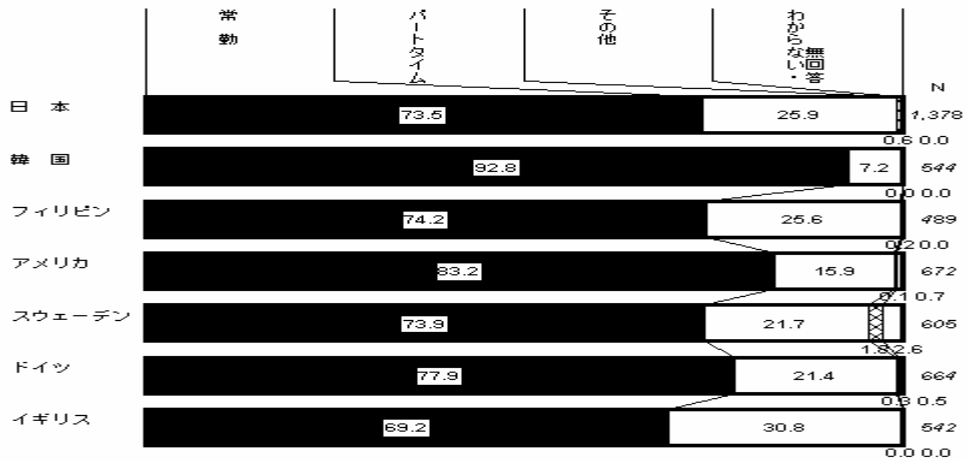 常勤
パートタイム
その他
わからない・
無回答
N
日本 73.5 25.9 1,378
0.6 0.0
韓国 92.8 7.2 544
0.0 0.0
フィリピン 74.2 25.6 489
0.2 0.0
アメリカ 83.2 15.9 672
0.1 0.7
スウェーデン 73.9 21.7 605
1.8 2.6
ドイツ 77.9 21.4 664
0.3 0.5
イギリス 69.2 30.8 542
0.0 0.0